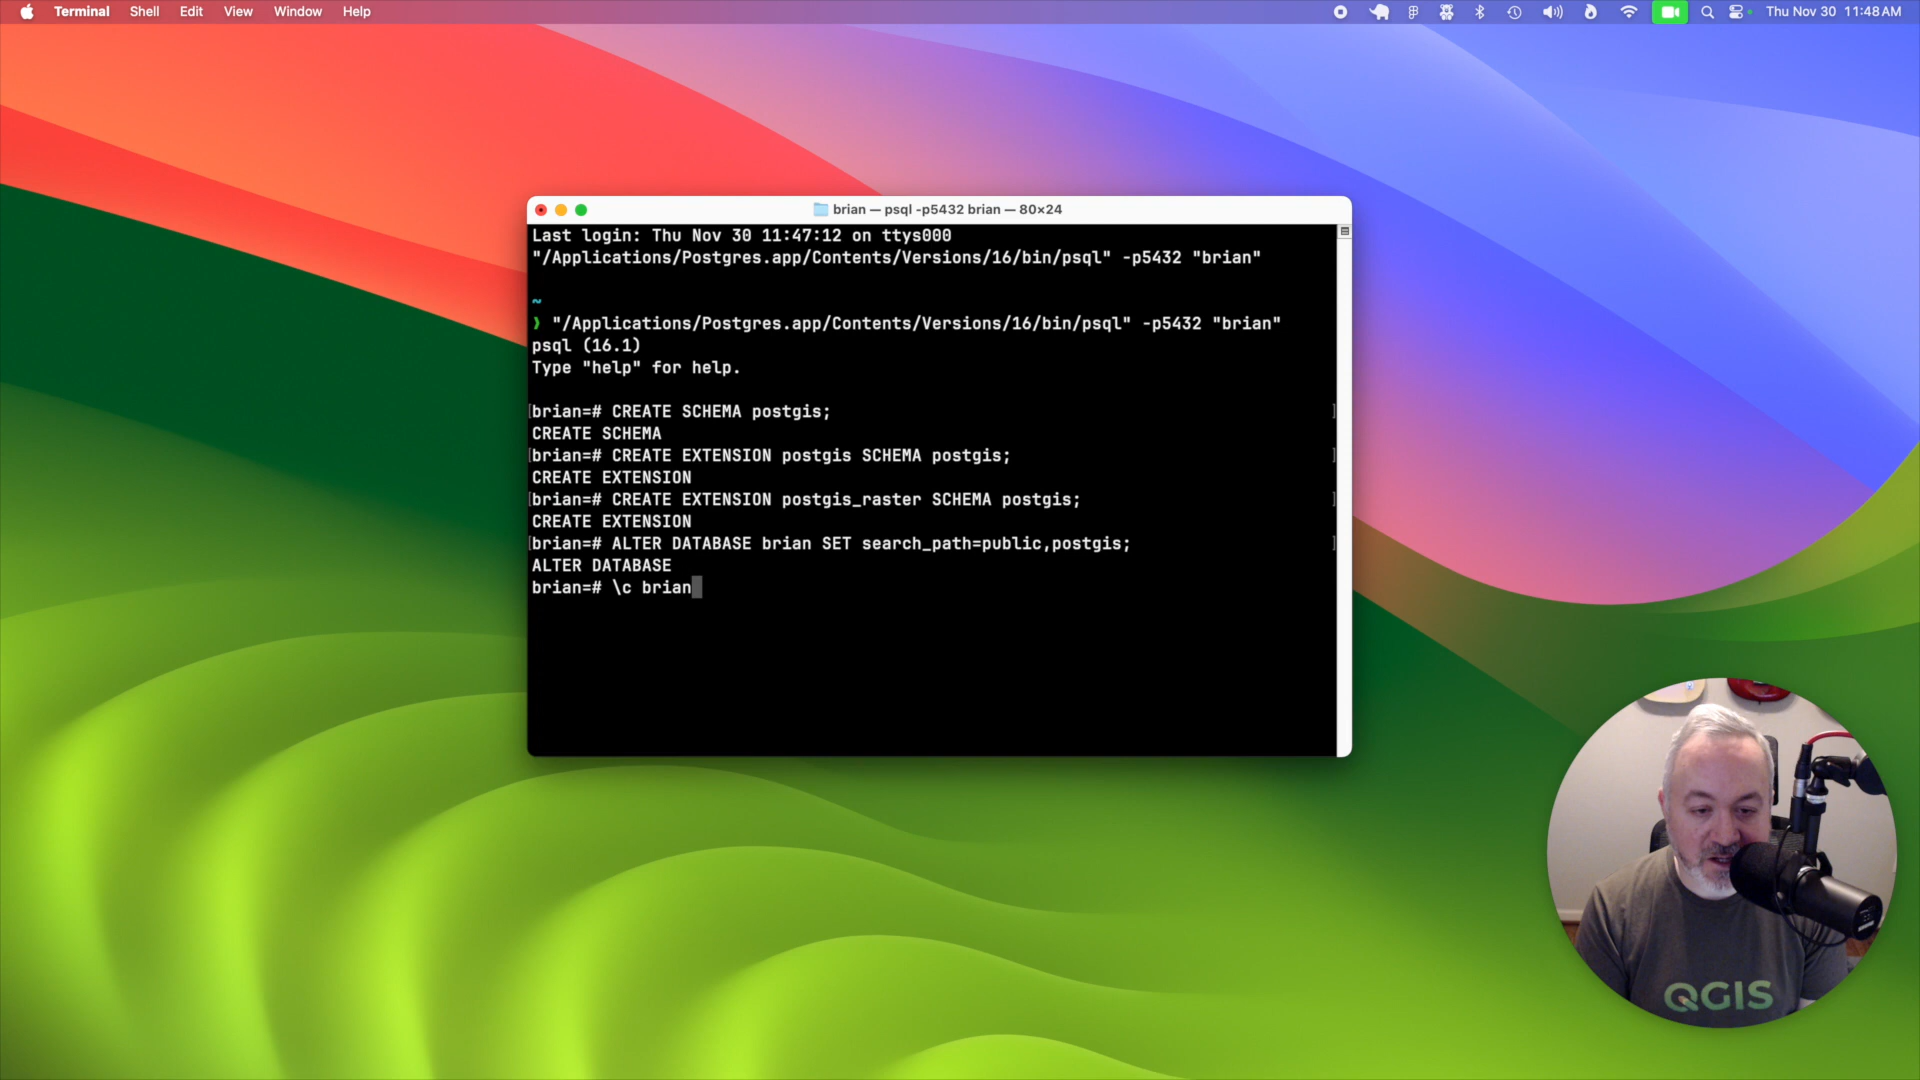 Terminal Shell Edit View Window Help Thu Nov 30 11:48 AM
brian — psql -p5432 brian — 80×24
Last login: Thu Nov 30 11:47:12 on ttys000
"/Applications/Postgres.app/Contents/Versions/16/bin/psql" -p5432 "brian"
~
❯ "/Applications/Postgres.app/Contents/Versions/16/bin/psql" -p5432 "brian"
psql (16.1)
Type "help" for help.
[brian=# CREATE SCHEMA postgis; ]
CREATE SCHEMA
[brian=# CREATE EXTENSION postgis SCHEMA postgis; ]
CREATE EXTENSION
[brian=# CREATE EXTENSION postgis_raster SCHEMA postgis; ]
CREATE EXTENSION
[brian=# ALTER DATABASE brian SET search_path=public,postgis; ]
ALTER DATABASE
brian=# \c brian
QGIS